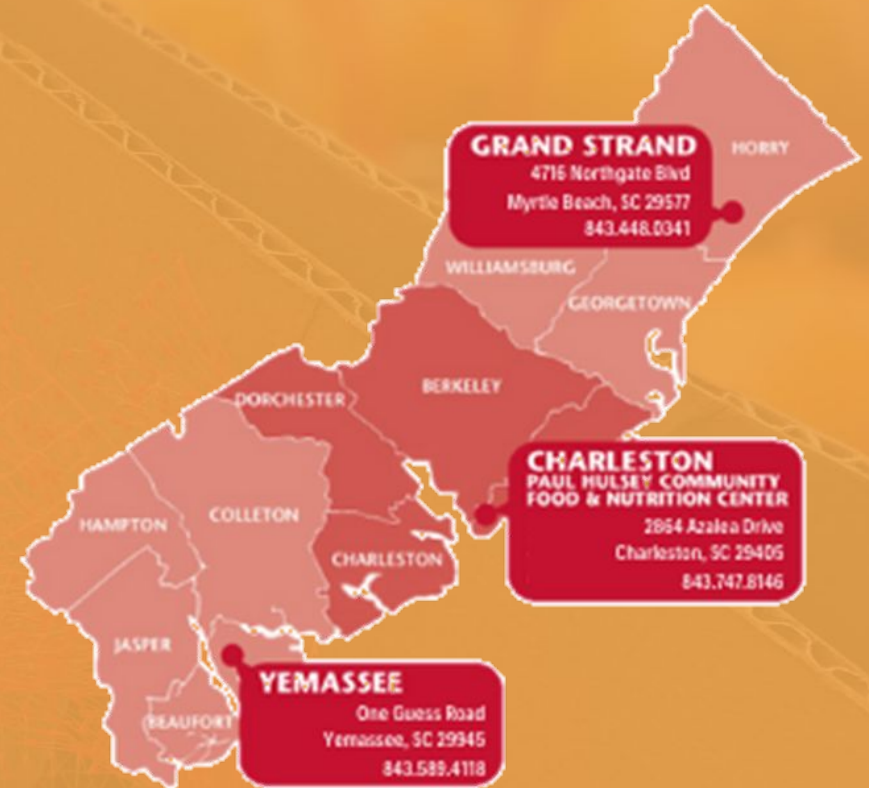 GRAND STRAND
4716 Northgate Blvd
Myrtle Beach, SC 29577
843.448.0341
HORRY
WILLIAMSBURG
GEORGETOWN
BERKELEY
DORCHESTER
CHARLESTON
PAUL HULSEY COMMUNITY
FOOD & NUTRITION CENTER
2864 Azalea Drive
Charleston, SC 29405
843.747.8146
HAMPTON
COLLETON
CHARLESTON
JASPER
BEAUFORT
YEMASSEE
One Guess Road
Yemassee, SC 29945
843.589.4118